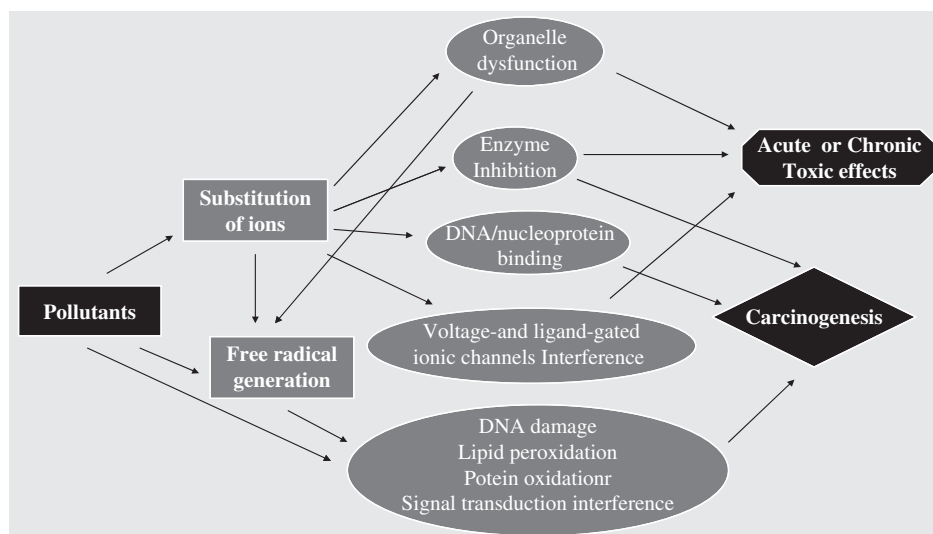 Organelle
dysfunction
Enzyme
Inhibition
Acute or Chronic
Toxic effects
Substitution
of ions
DNA/nucleoprotein
binding
Pollutants
Carcinogenesis
Voltage-and ligand-gated
ionic channels Interference
Free radical
generation
DNA damage
Lipid peroxidation
Potein oxidationr
Signal transduction interference